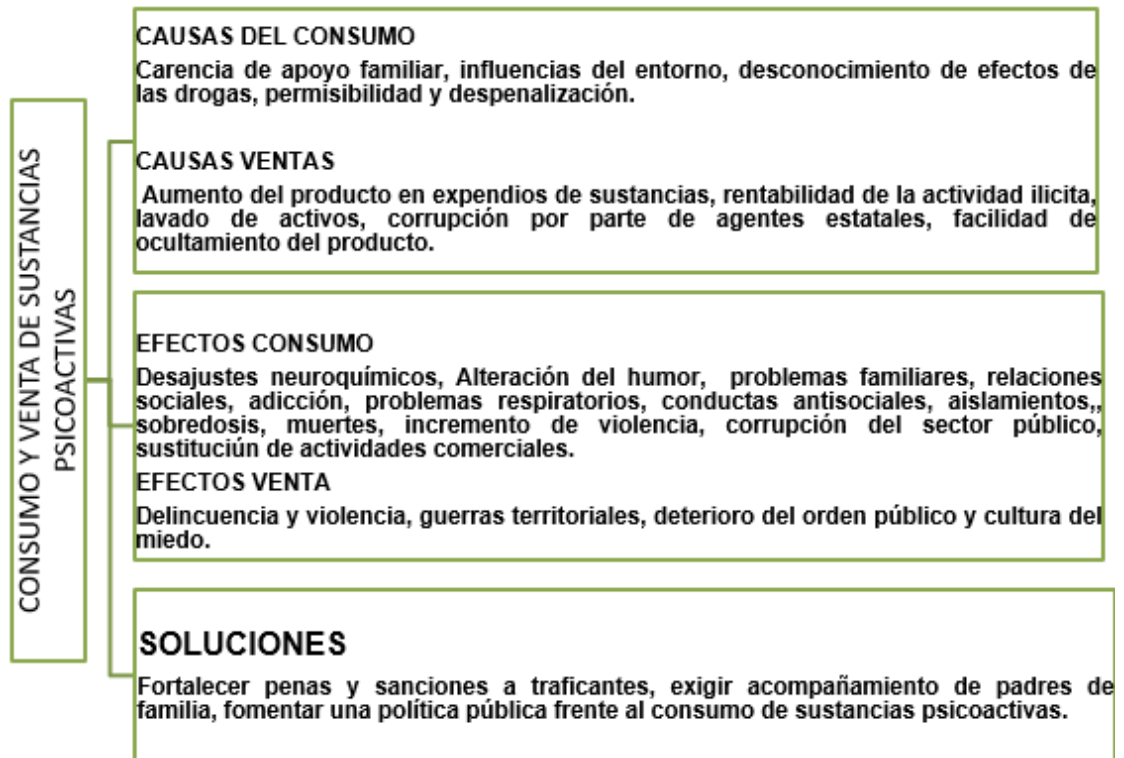 CONSUMO Y VENTA DE SUSTANCIAS
PSICOACTIVAS
CAUSAS DEL CONSUMO
Carencia de apoyo familiar, influencias del entorno, desconocimiento de efectos de
las drogas, permisibilidad y despenalización.
CAUSAS VENTAS
Aumento del producto en expendios de sustancias, rentabilidad de la actividad ilicita,
lavado de activos, corrupción por parte de agentes estatales, facilidad de
ocultamiento del producto.
EFECTOS CONSUMO
Desajustes neuroquímicos, Alteración del humor, problemas familiares, relaciones
sociales, adicción, problemas respiratorios, conductas antisociales, aislamientos,,
sobredosis, muertes, incremento de violencia, corrupción del sector público,
sustituciún de actividades comerciales.
EFECTOS VENTA
Delincuencia y violencia, guerras territoriales, deterioro del orden público y cultura del
miedo.
SOLUCIONES
Fortalecer penas y sanciones a traficantes, exigir acompañamiento de padres de
familia, fomentar una política pública frente al consumo de sustancias psicoactivas.